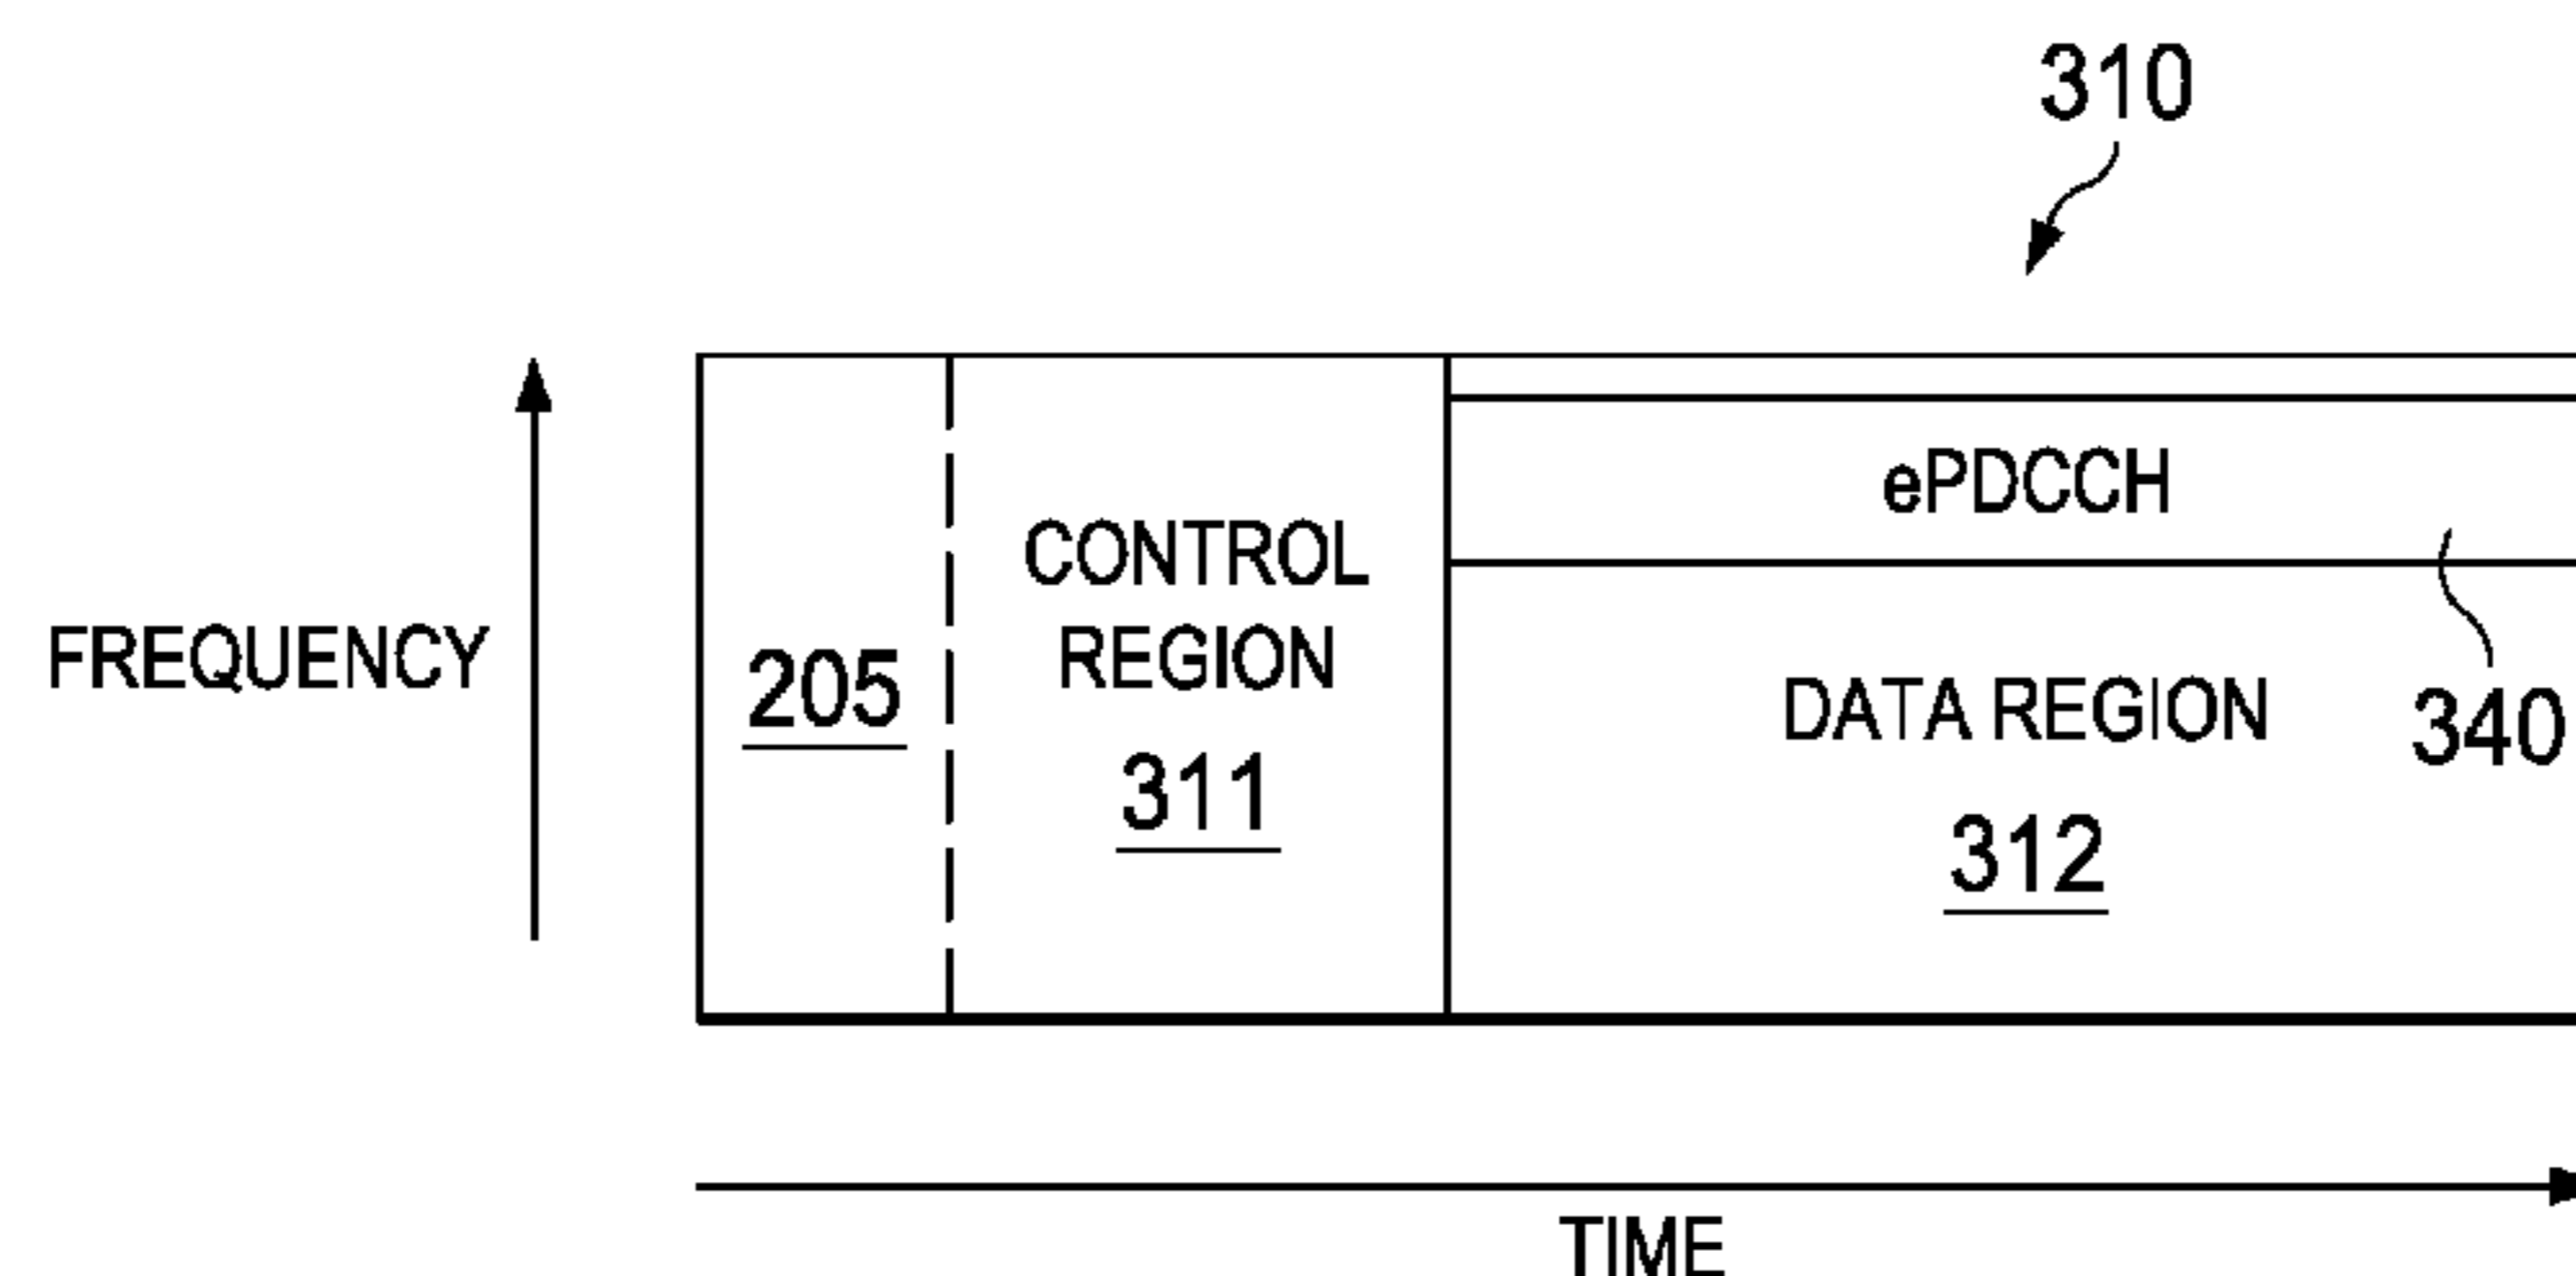 310
ePDCCH
CONTROL
REGION
311
FREQUENCY
205
DATA REGION
312
340
TIME